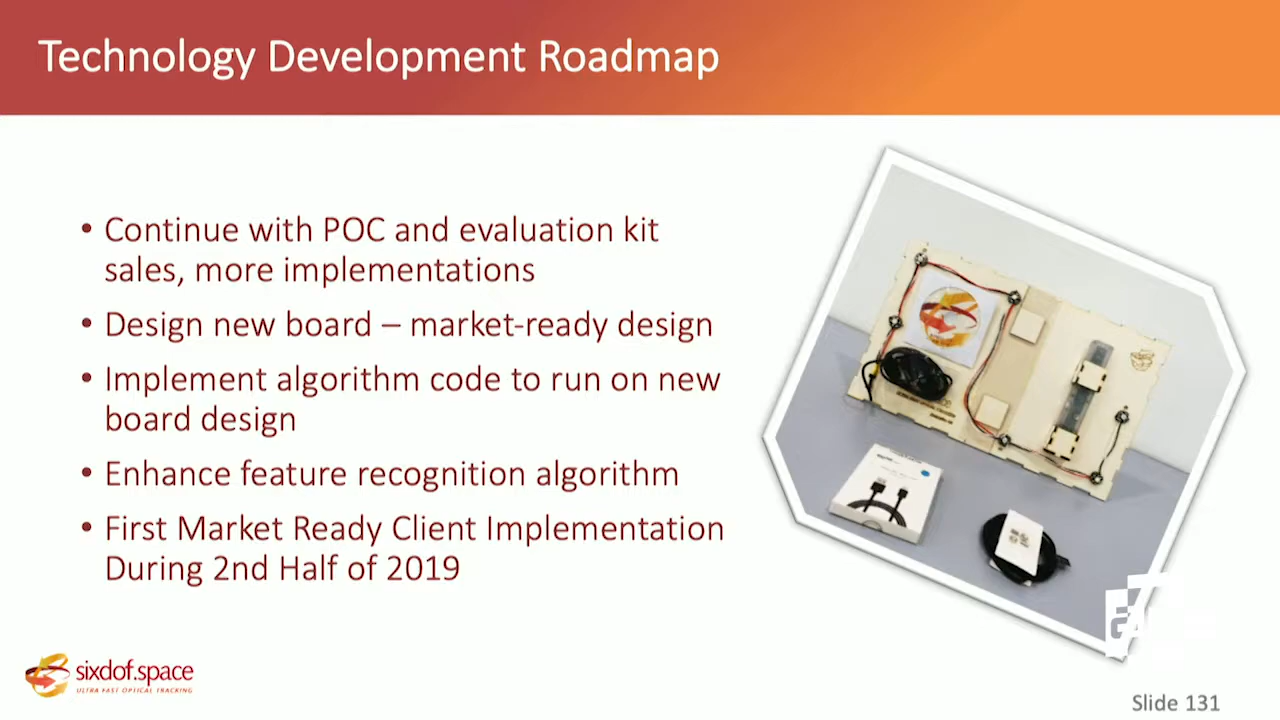 Technology Development Roadmap
• Continue with POC and evaluation kit
sales, more implementations
• Design new board – market-ready design
• Implement algorithm code to run on new
board design
• Enhance feature recognition algorithm
• First Market Ready Client Implementation
During 2nd Half of 2019
sixdof.space
ULTRA FAST OPTICAL TRACKING
Slide 131